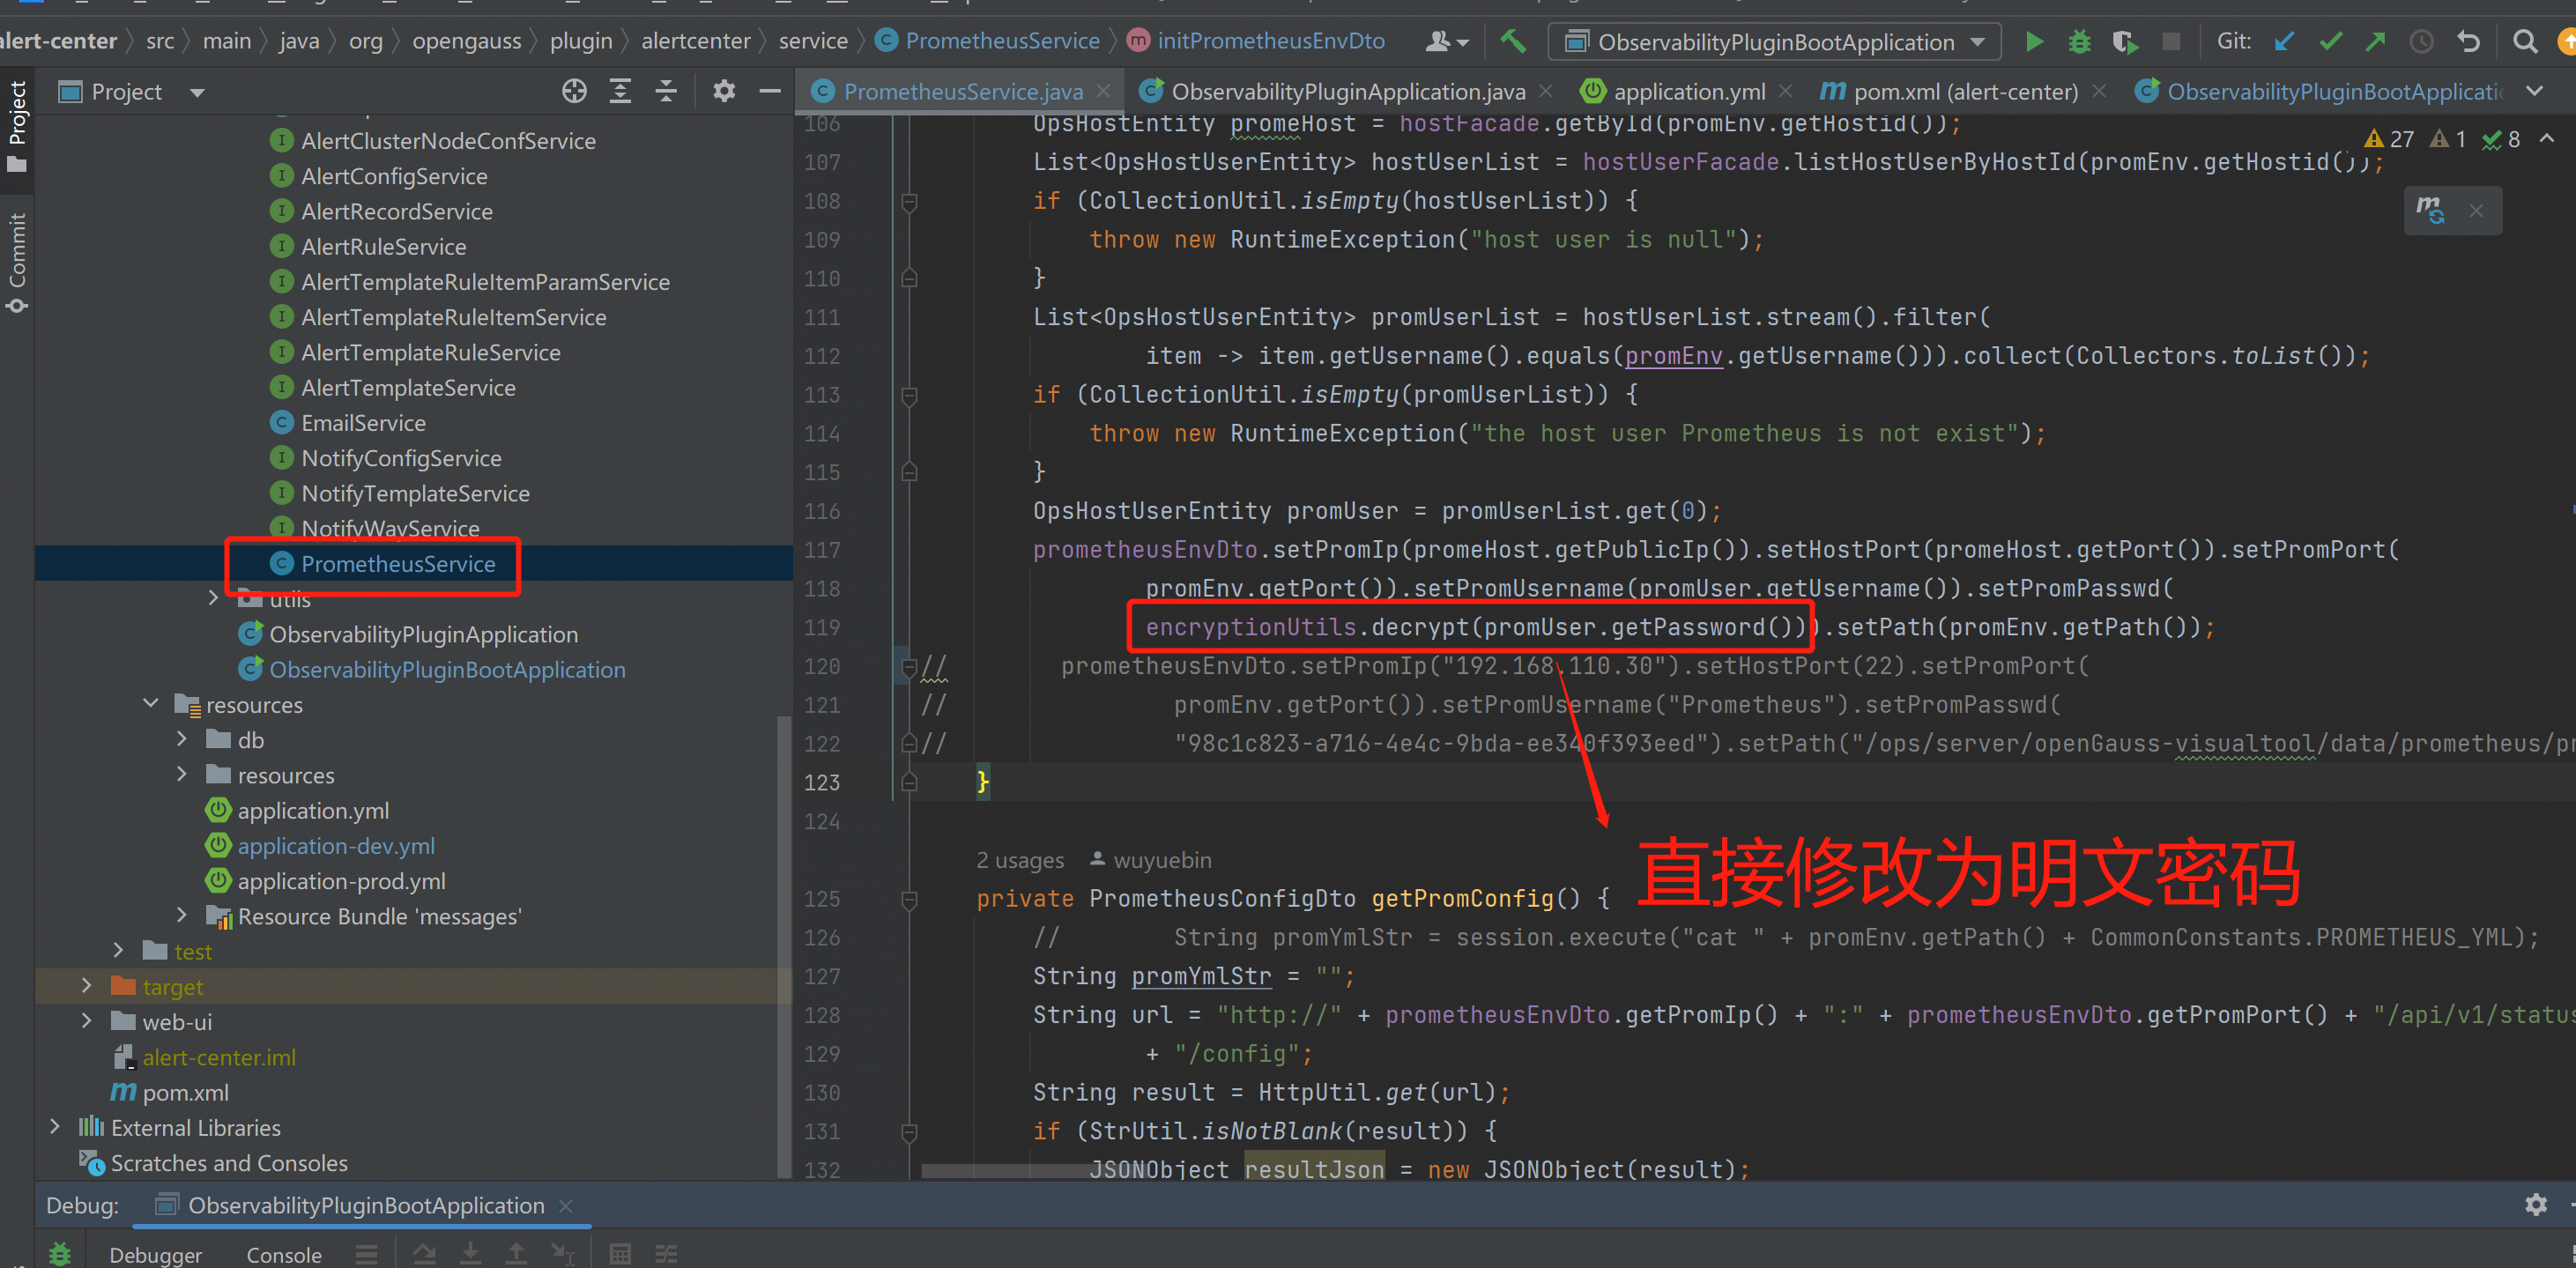 alert-center src main java org opengauss plugin alertcenter service PrometheusService initPrometheusEnvDto ObservabilityPluginBootApplication Git:
Project
PrometheusService.java ObservabilityPluginApplication.java application.yml pom.xml (alert-center) ObservabilityPluginBootApplicatio
Project
Commit
AlertClusterNodeConfService
AlertConfigService
AlertRecordService
AlertRuleService
AlertTemplateRuleItemParamService
AlertTemplateRuleItemService
AlertTemplateRuleService
AlertTemplateService
EmailService
NotifyConfigService
NotifyTemplateService
NotifyWayService
PrometheusService
utils
ObservabilityPluginApplication
ObservabilityPluginBootApplication
resources
db
resources
application.yml
application-dev.yml
application-prod.yml
Resource Bundle 'messages'
test
target
web-ui
alert-center.iml
pom.xml
External Libraries
Scratches and Consoles
27 1 8
106 OpsHostEntity promeHost = hostFacade.getById(promEnv.getHostid());
107 List<OpsHostUserEntity> hostUserList = hostUserFacade.listHostUserByHostId(promEnv.getHostid());
108 if (CollectionUtil.isEmpty(hostUserList)) {
109 throw new RuntimeException("host user is null");
110 }
111 List<OpsHostUserEntity> promUserList = hostUserList.stream().filter(
112 item -> item.getUsername().equals(promEnv.getUsername())).collect(Collectors.toList());
113 if (CollectionUtil.isEmpty(promUserList)) {
114 throw new RuntimeException("the host user Prometheus is not exist");
115 }
116 OpsHostUserEntity promUser = promUserList.get(0);
117 prometheusEnvDto.setPromIp(promeHost.getPublicIp()).setHostPort(promeHost.getPort()).setPromPort(
118 promEnv.getPort()).setPromUsername(promUser.getUsername()).setPromPasswd(
119 encryptionUtils.decrypt(promUser.getPassword())).setPath(promEnv.getPath());
120 // prometheusEnvDto.setPromIp("192.168.110.30").setHostPort(22).setPromPort(
121 // promEnv.getPort()).setPromUsername("Prometheus").setPromPasswd(
122 // "98c1c823-a716-4e4c-9bda-ee340f393eed").setPath("/ops/server/openGauss-visualtool/data/prometheus/pr
123 }
124
直接修改为明文密码
2 usages wuyuebin
125 private PrometheusConfigDto getPromConfig() {
126 // String promYmlStr = session.execute("cat " + promEnv.getPath() + CommonConstants.PROMETHEUS_YML);
127 String promYmlStr = "";
128 String url = "http://" + prometheusEnvDto.getPromIp() + ":" + prometheusEnvDto.getPromPort() + "/api/v1/status
129 + "/config";
130 String result = HttpUtil.get(url);
131 if (StrUtil.isNotBlank(result)) {
132 JSONObject resultJson = new JSONObject(result);
Debug: ObservabilityPluginBootApplication
Debugger Console